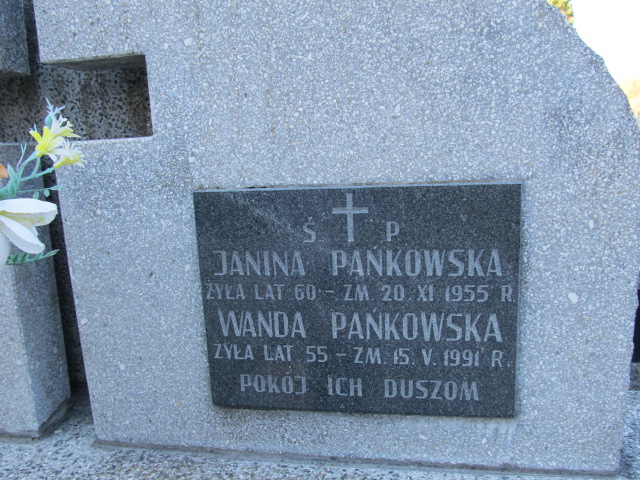 Ś P
JANINA PAŃKOWSKA
ŻYŁA LAT 60 - ZM. 20. XI. 1955 R.
WANDA PAŃKOWSKA
ŻYŁA LAT 55 - ZM. 15. V. 1991 R.
POKÓJ ICH DUSZOM